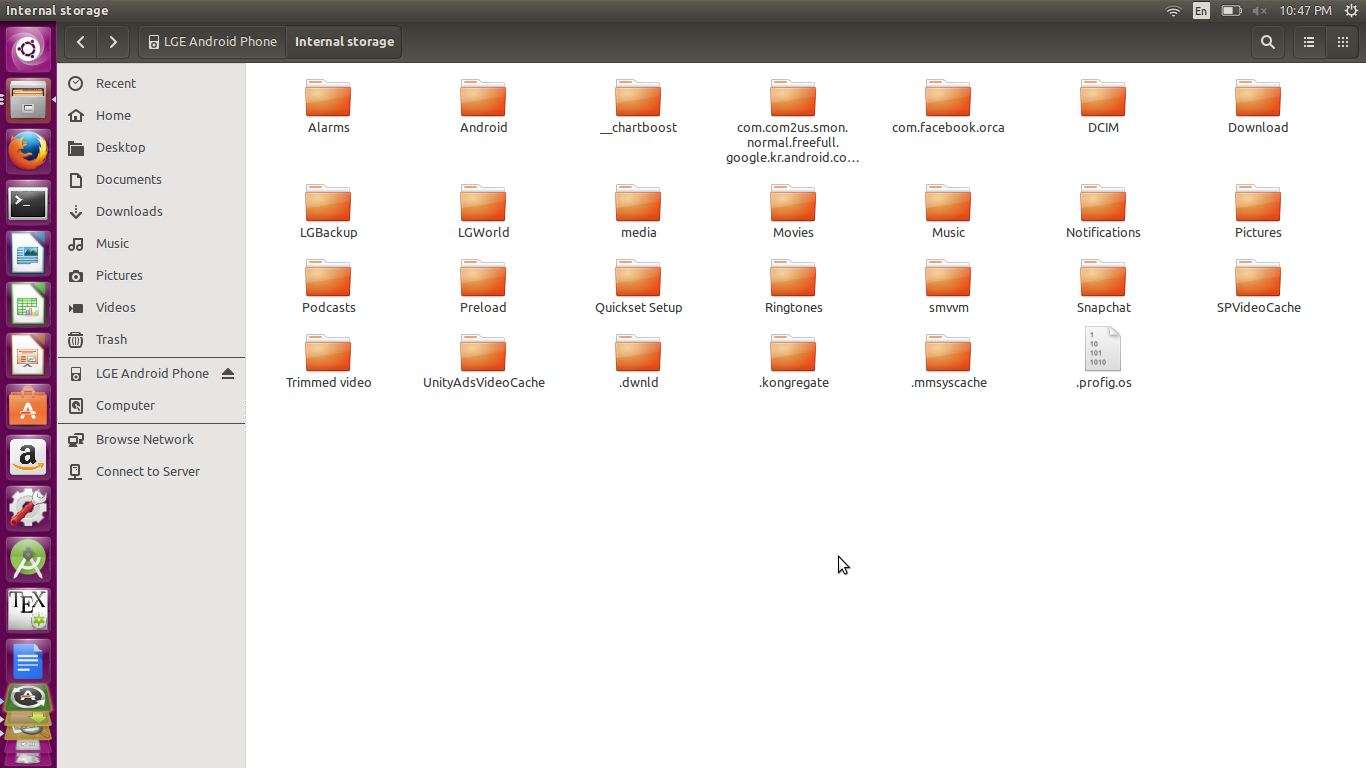 Internal storage
En
10:47 PM
LGE Android Phone
Internal storage
Recent
Home
Desktop
Documents
Downloads
Music
Pictures
Videos
Trash
LGE Android Phone
Computer
Browse Network
Connect to Server
Alarms
Android
__chartboost
com.com2us.smon.
normal.freefull.
google.kr.android.co…
com.facebook.orca
DCIM
Download
LGBackup
LGWorld
media
Movies
Music
Notifications
Pictures
Podcasts
Preload
Quickset Setup
Ringtones
smvvm
Snapchat
SPVideoCache
Trimmed video
UnityAdsVideoCache
.dwnld
.kongregate
.mmsyscache
1
10
101
1010
.profig.os
TEX
a